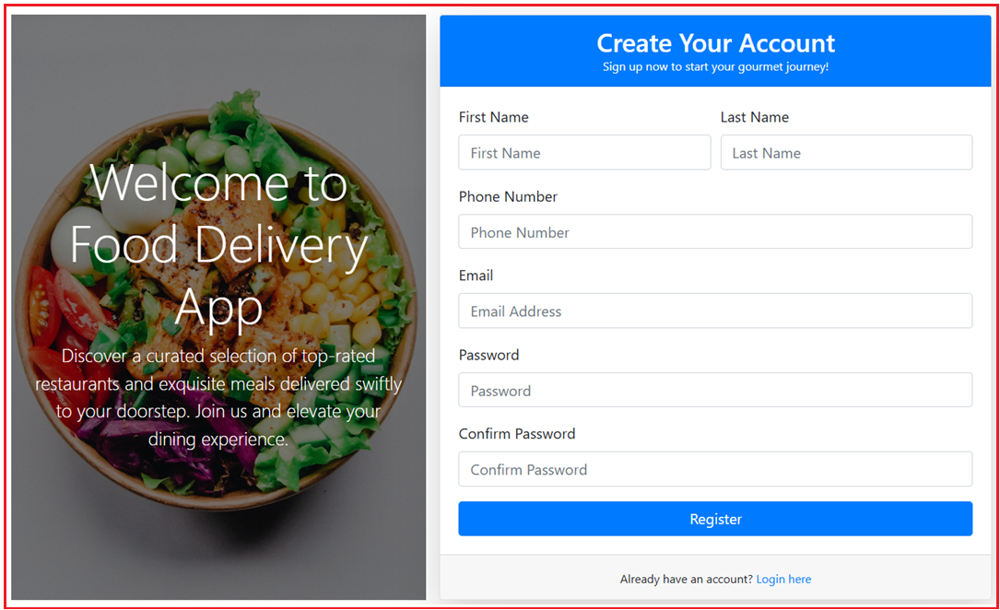 Welcome to
Food Delivery
App
Discover a curated selection of top-rated
restaurants and exquisite meals delivered swiftly
to your doorstep. Join us and elevate your
dining experience.
Create Your Account
Sign up now to start your gourmet journey!
First Name
Last Name
First Name
Last Name
Phone Number
Phone Number
Email
Email Address
Password
Password
Confirm Password
Confirm Password
Register
Already have an account? Login here